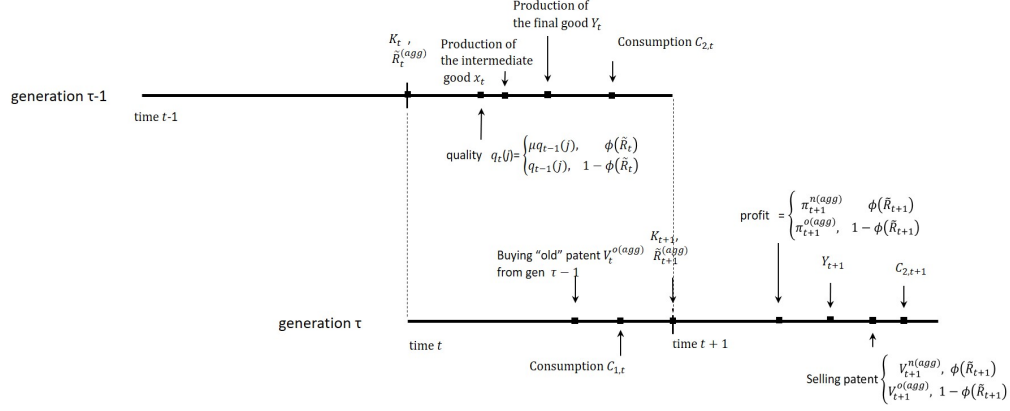 Production of
the final good Y_t
K_t ,
R̃_t^(agg)
Production of
the intermediate
good x_t
Consumption C_{2,t}
generation τ-1
time t-1
quality q_t(j)= { μq_{t−1}(j), ϕ(R̃_t)
q_{t−1}(j), 1 − ϕ(R̃_t)
profit = { π_{t+1}^{n(agg)} ϕ(R̃_{t+1})
π_{t+1}^{o(agg)}, 1 − ϕ(R̃_{t+1})
K_{t+1},
R̃_{t+1}^(agg)
Buying “old” patent V_t^{o(agg)}
from gen τ − 1
Y_{t+1}
C_{2,t+1}
generation τ
time t
time t + 1
Consumption C_{1,t}
Selling patent { V_{t+1}^{n(agg)}, ϕ(R̃_{t+1})
V_{t+1}^{o(agg)}, 1 − ϕ(R̃_{t+1})